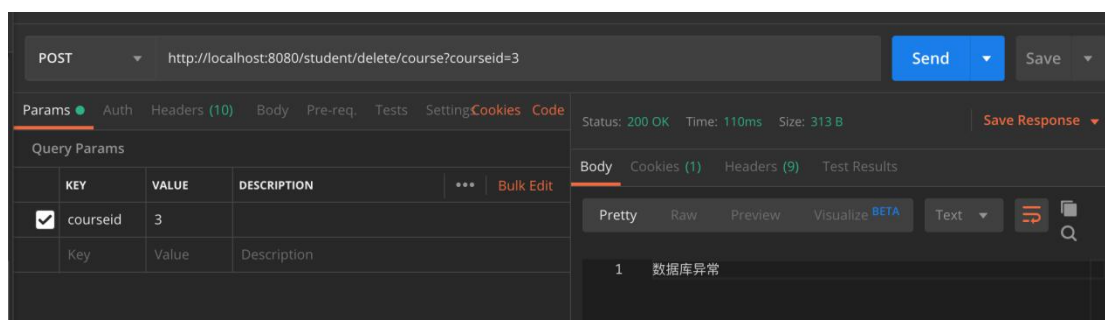 POST http://localhost:8080/student/delete/course?courseid=3 Send Save
Params Auth Headers (10) Body Pre-req. Tests Settings Cookies Code
Status: 200 OK Time: 110ms Size: 313 B Save Response
Query Params
Body Cookies (1) Headers (9) Test Results
KEY VALUE DESCRIPTION ••• Bulk Edit
Pretty Raw Preview Visualize BETA Text
courseid 3
Key Value Description
1 数据库异常